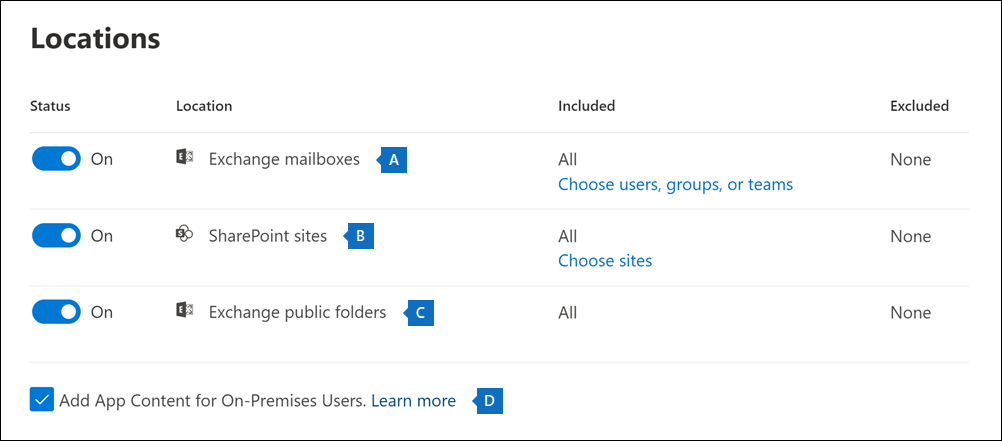 Locations
Status Location Included Excluded
On Exchange mailboxes A All None
Choose users, groups, or teams
On SharePoint sites B All None
Choose sites
On Exchange public folders C All None
Add App Content for On-Premises Users. Learn more D